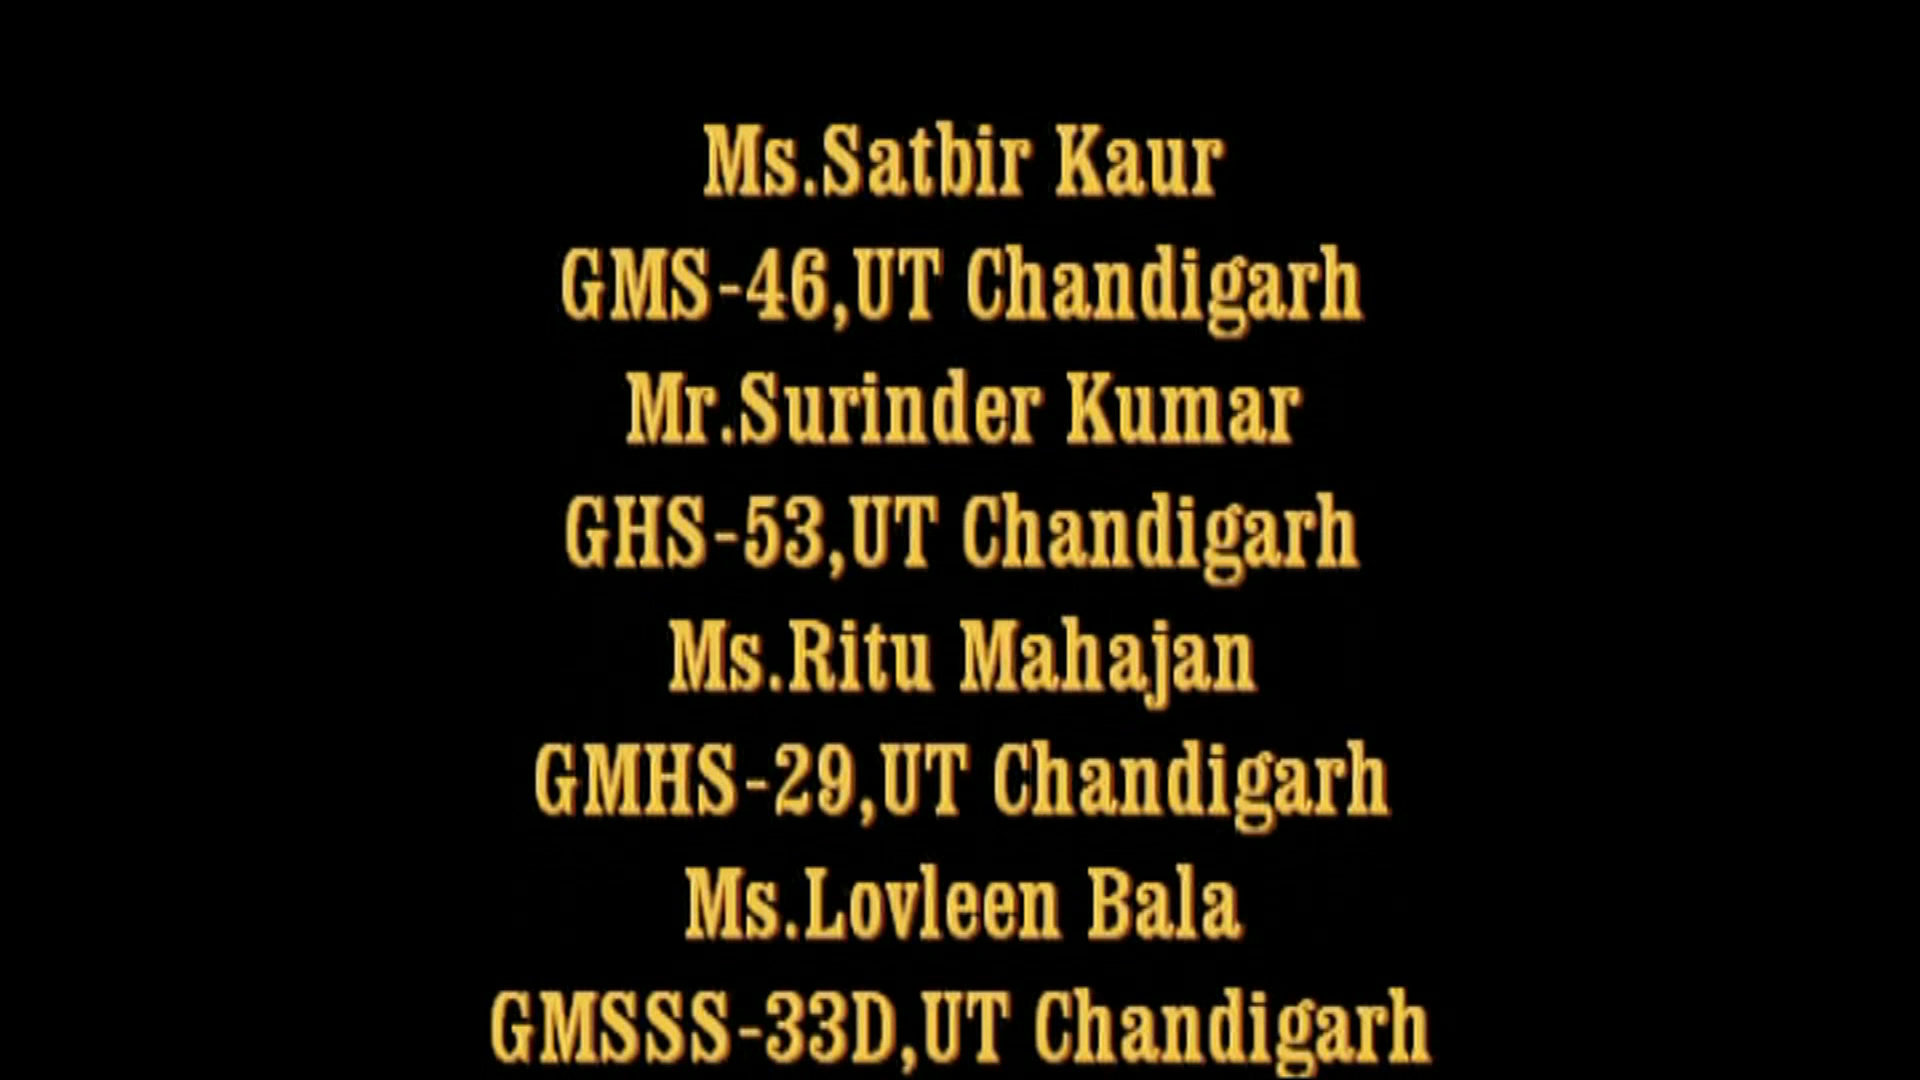 Ms.Satbir Kaur
GMS-46,UT Chandigarh
Mr.Surinder Kumar
GHS-53,UT Chandigarh
Ms.Ritu Mahajan
GMHS-29,UT Chandigarh
Ms.Lovleen Bala
GMSSS-33D,UT Chandigarh